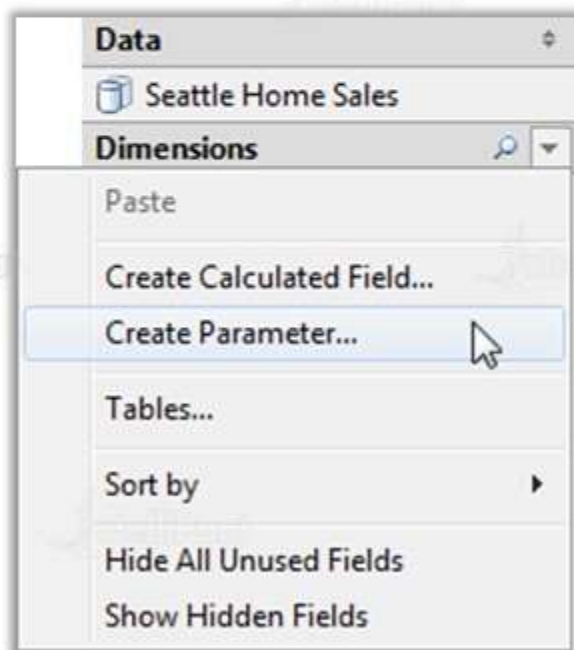 Data
Seattle Home Sales
Dimensions
Paste
Create Calculated Field...
Create Parameter...
Tables...
Sort by
Hide All Unused Fields
Show Hidden Fields